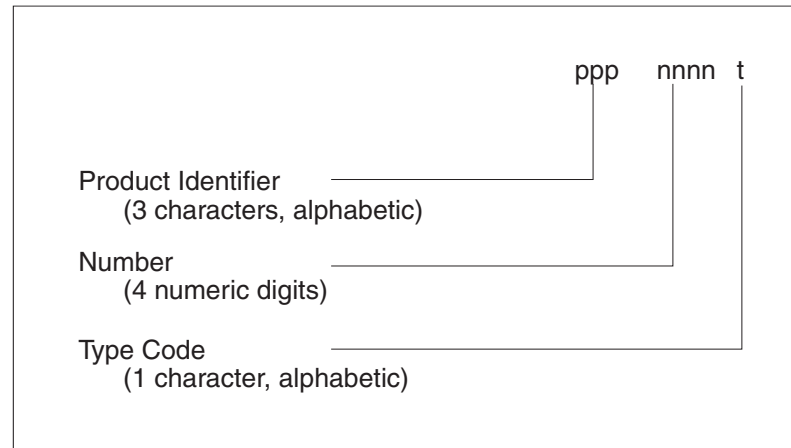 ppp nnnn t
Product Identifier
(3 characters, alphabetic)
Number
(4 numeric digits)
Type Code
(1 character, alphabetic)